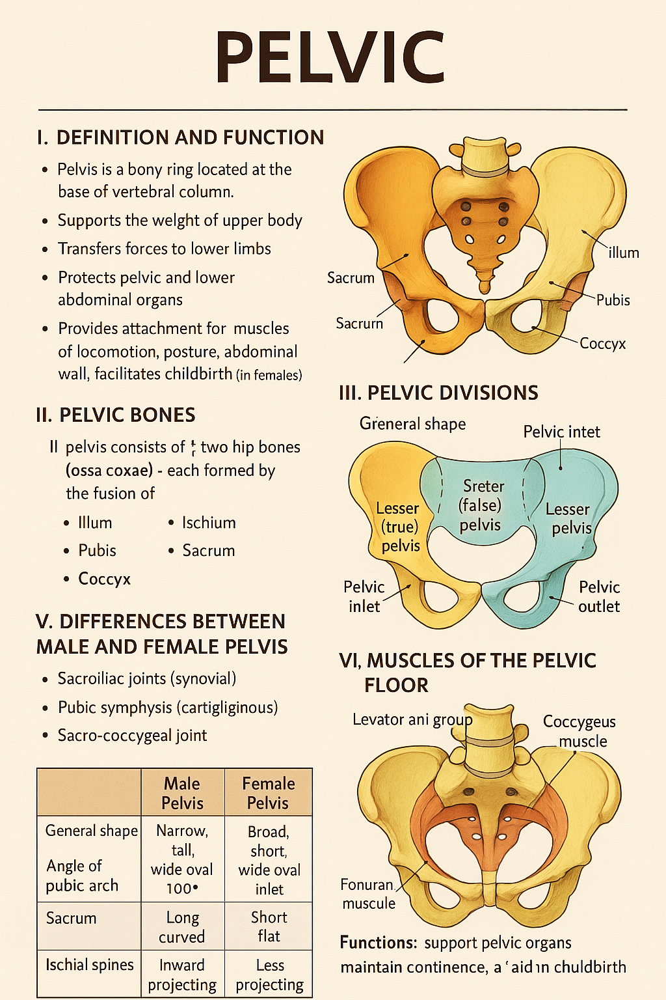 PELVIC
I. DEFINITION AND FUNCTION
• Pelvis is a bony ring located at the
base of vertebral column.
• Supports the welght of upper body
• Transfers forces to lower limbs
• Protects pelvic and lower
abdominal organs
• Provides attachment for muscles
of locomotion, posture, abdominal
wall, facilitates childbirth (in females)
Sacrum
Sacrurn
illum
Pubis
Coccyx
II. PELVIC BONES
II pelvis consists of two hip bones
(ossa coxae) - each formed by
the fusion of
• Illum
• Ischium
• Pubis
• Sacrum
• Coccyx
III. PELVIC DIVISIONS
Grieneral shape
Pelvic intet
Lesser
(true)
pelvis
Sreter
(false)
pelvis
Lesser
pelvis
Pelvic
inlet
Pelvic
outlet
V. DIFFERENCES BETWEEN
MALE AND FEMALE PELVIS
• Sacroiliac joints (synovial)
• Pubic symphysis (cartigliginous)
• Sacro-coccygeal joint
Male
Pelvis
Female
Pelvis
General shape
Angle of
pubic arch
Narrow,
tall,
wide oval
100•
Broad,
short,
wide oval
inlet
Sacrum
Long
curved
Short
flat
Ischial spines
Inward
projecting
Less
projecting
VI, MUSCLES OF THE PELVIC
FLOOR
Levator ani group
Coccygeus
muscle
Fonuran.
muscule
Functions: support pelvic organs
maintain continence, a ‘aid in chuldbirth